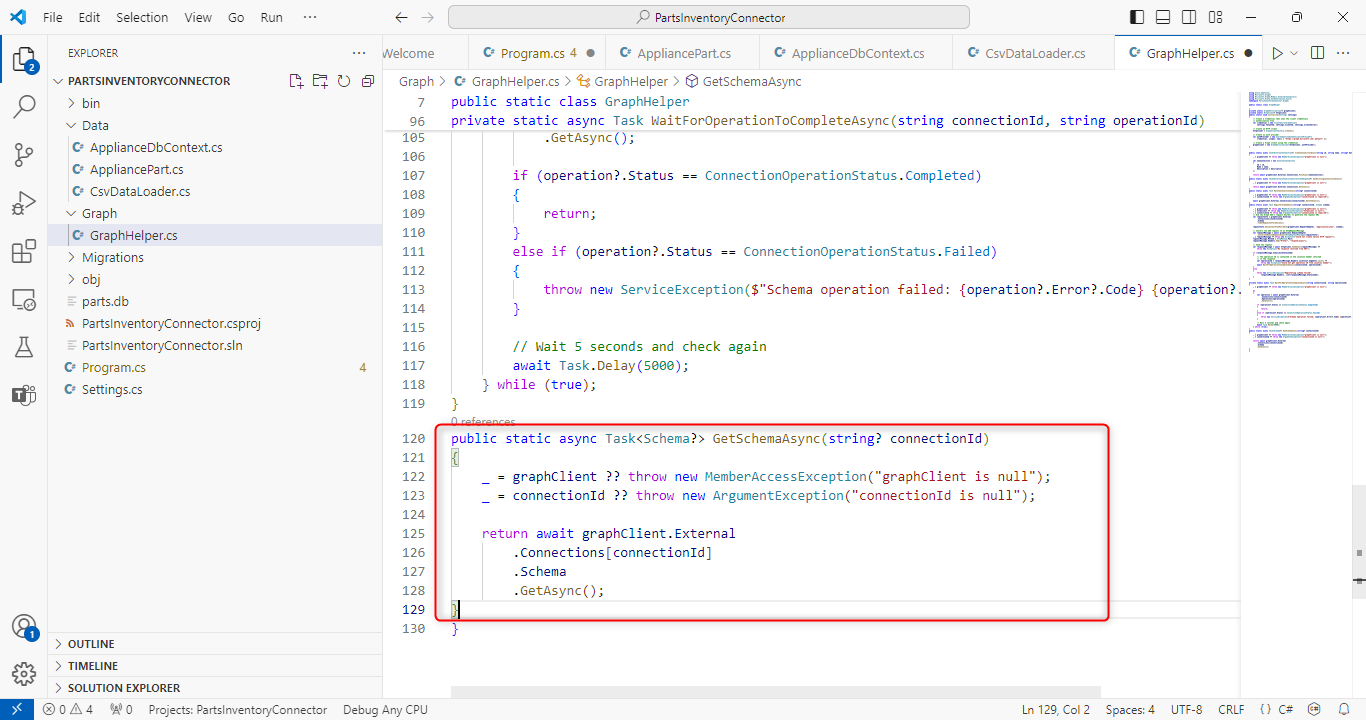 File Edit Selection View Go Run ···
PartsInventoryConnector
EXPLORER
PARTSINVENTORYCONNECTOR
bin
Data
C# ApplianceDbContext.cs
C# AppliancePart.cs
C# CsvDataLoader.cs
Graph
C# GraphHelper.cs
Migrations
obj
parts.db
PartsInventoryConnector.csproj
PartsInventoryConnector.sln
C# Program.cs 4
C# Settings.cs
OUTLINE
TIMELINE
SOLUTION EXPLORER
2
1
Welcome C# Program.cs 4 C# AppliancePart.cs C# ApplianceDbContext.cs C# CsvDataLoader.cs C# GraphHelper.cs
Graph > C# GraphHelper.cs > GraphHelper > GetSchemaAsync
7 public static class GraphHelper
96 private static async Task WaitForOperationToCompleteAsync(string connectionId, string operationId)
105 .GetAsync();
106
107 if (operation?.Status == ConnectionOperationStatus.Completed)
108 {
109 return;
110 }
111 else if (operation?.Status == ConnectionOperationStatus.Failed)
112 {
113 throw new ServiceException($"Schema operation failed: {operation?.Error?.Code} {operation?.
114 }
115
116 // Wait 5 seconds and check again
117 await Task.Delay(5000);
118 } while (true);
119 }
0 references
120 public static async Task<Schema?> GetSchemaAsync(string? connectionId)
121 {
122 _ = graphClient ?? throw new MemberAccessException("graphClient is null");
123 _ = connectionId ?? throw new ArgumentException("connectionId is null");
124
125 return await graphClient.External
126 .Connections[connectionId]
127 .Schema
128 .GetAsync();
129 }
130 }
0 4 0 Projects: PartsInventoryConnector Debug Any CPU Ln 129, Col 2 Spaces: 4 UTF-8 CRLF {} C#